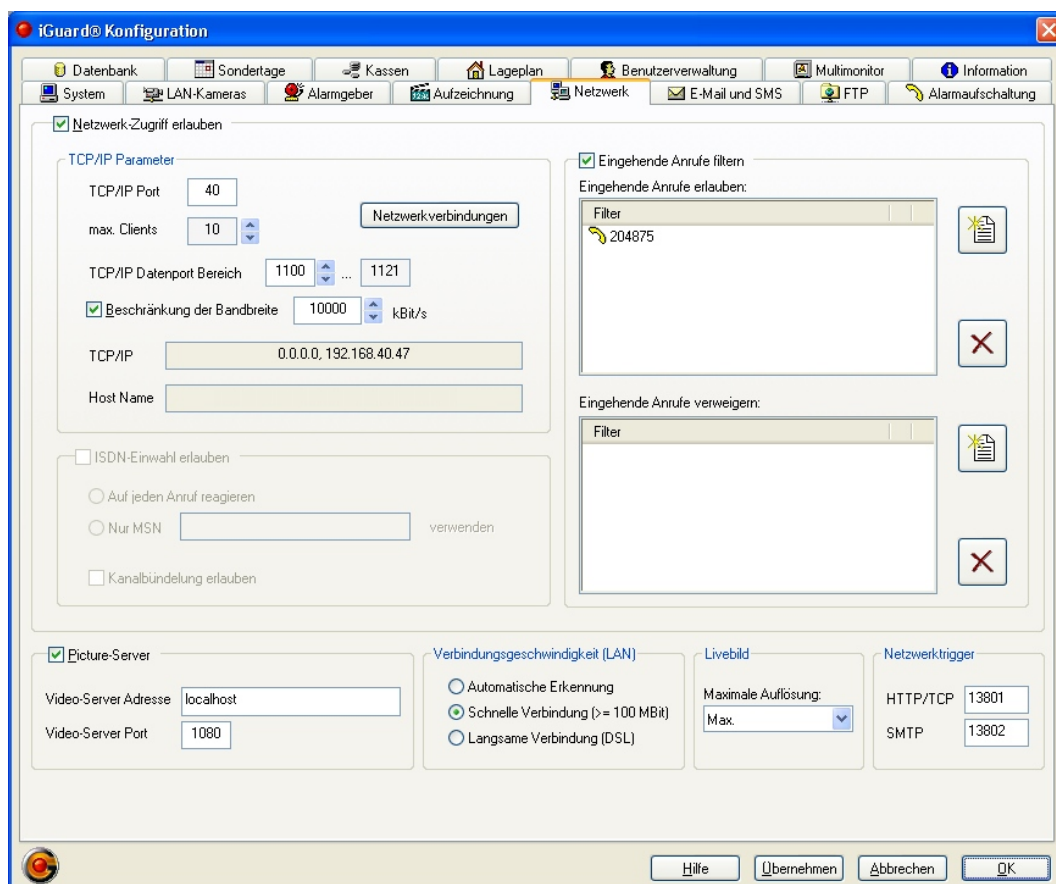 iGuard® Konfiguration
Datenbank Sondertage Kassen Lageplan Benutzerverwaltung Multimonitor Information
System LAN-Kameras Alarmgeber Aufzeichnung Netzwerk E-Mail und SMS FTP Alarmaufschaltung
Netzwerk-Zugriff erlauben
TCP/IP Parameter
TCP/IP Port 40
Netzwerkverbindungen
max. Clients 10
TCP/IP Datenport Bereich 1100 ... 1121
Beschränkung der Bandbreite 10000 kBit/s
TCP/IP 0.0.0.0, 192.168.40.47
Host Name
ISDN-Einwahl erlauben
Auf jeden Anruf reagieren
Nur MSN verwenden
Kanalbündelung erlauben
Eingehende Anrufe filtern
Eingehende Anrufe erlauben:
Filter
204875
Eingehende Anrufe verweigern:
Filter
Picture-Server
Video-Server Adresse localhost
Video-Server Port 1080
Verbindungsgeschwindigkeit (LAN)
Automatische Erkennung
Schnelle Verbindung (>= 100 MBit)
Langsame Verbindung (DSL)
Livebild
Maximale Auflösung:
Max.
Netzwerktrigger
HTTP/TCP 13801
SMTP 13802
Hilfe Übernehmen Abbrechen OK